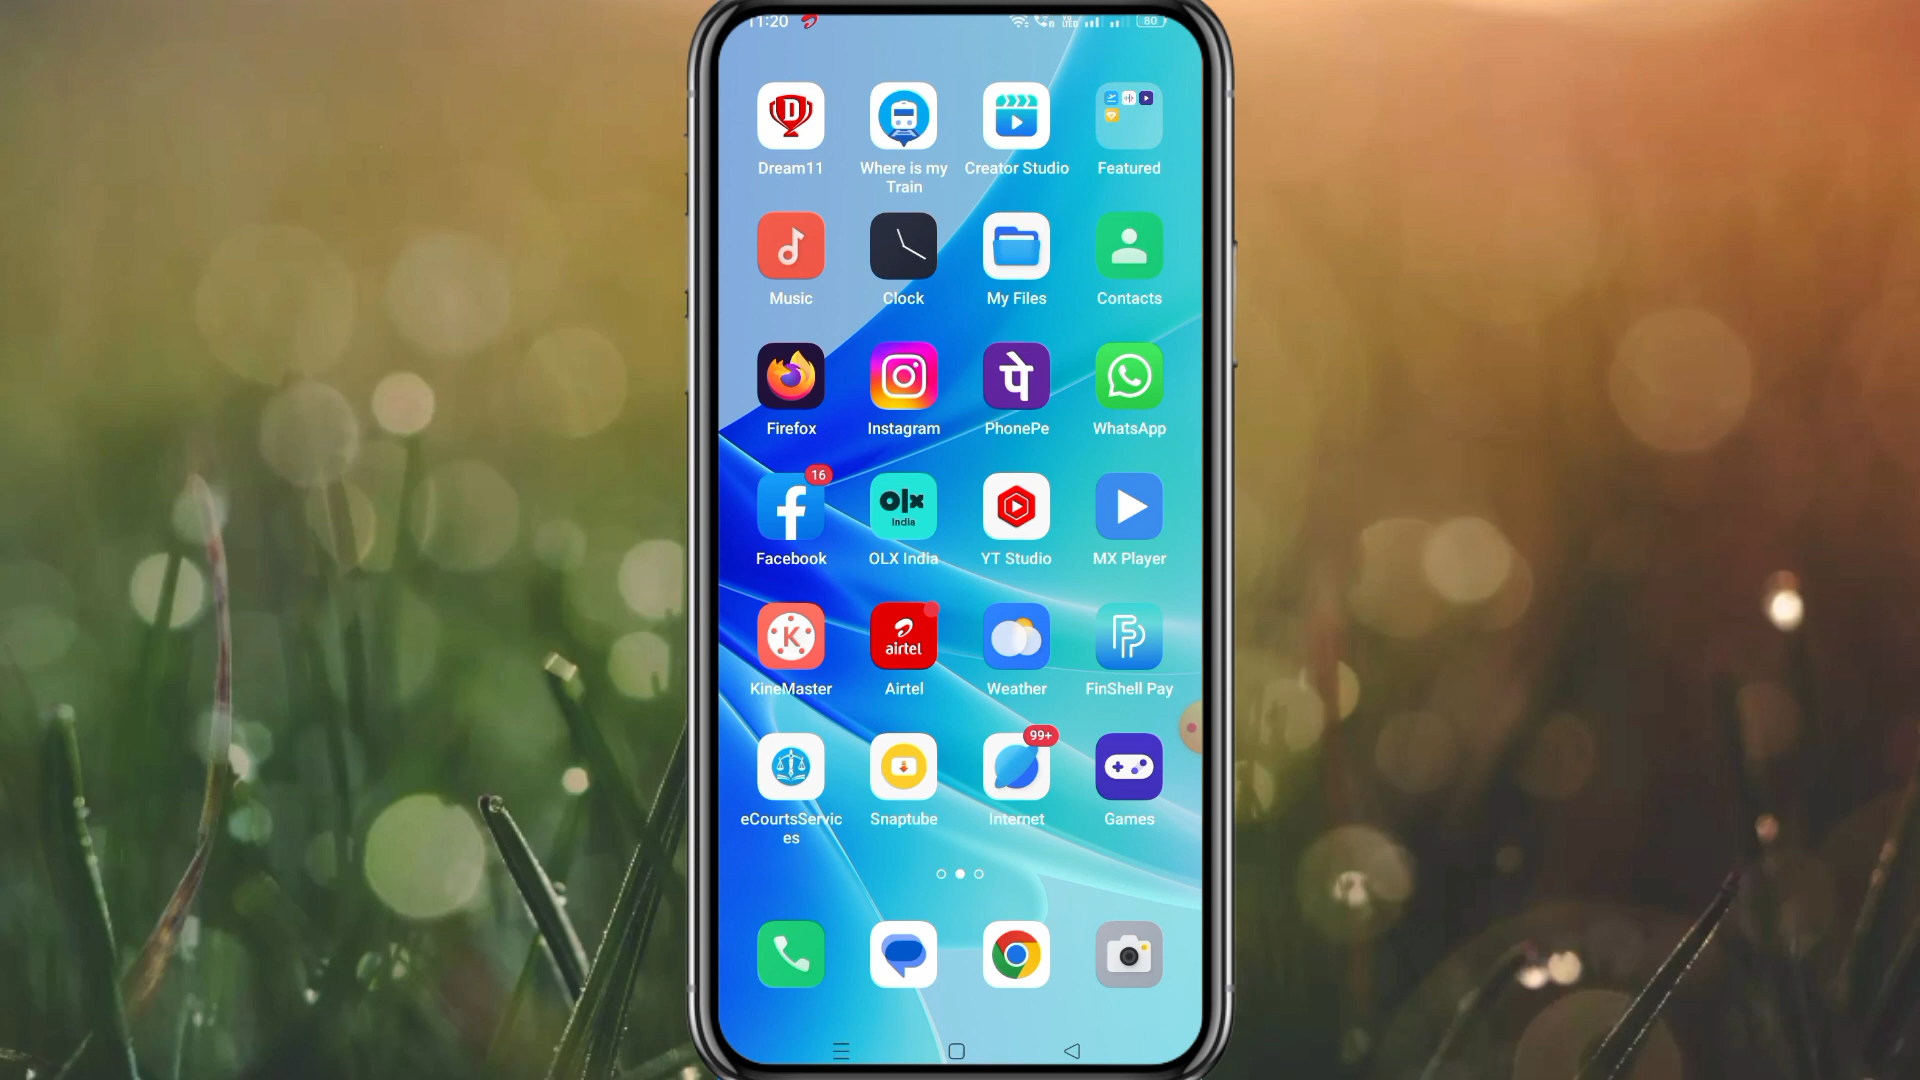 11:20
80
Dream11
Where is my
Train
Creator Studio
Featured
Music
Clock
My Files
Contacts
पे
Firefox
Instagram
PhonePe
WhatsApp
16
olx
India
Facebook
OLX India
YT Studio
MX Player
K
airtel
KineMaster
Airtel
Weather
FinShell Pay
99+
eCourtsServic
es
Snaptube
Internet
Games